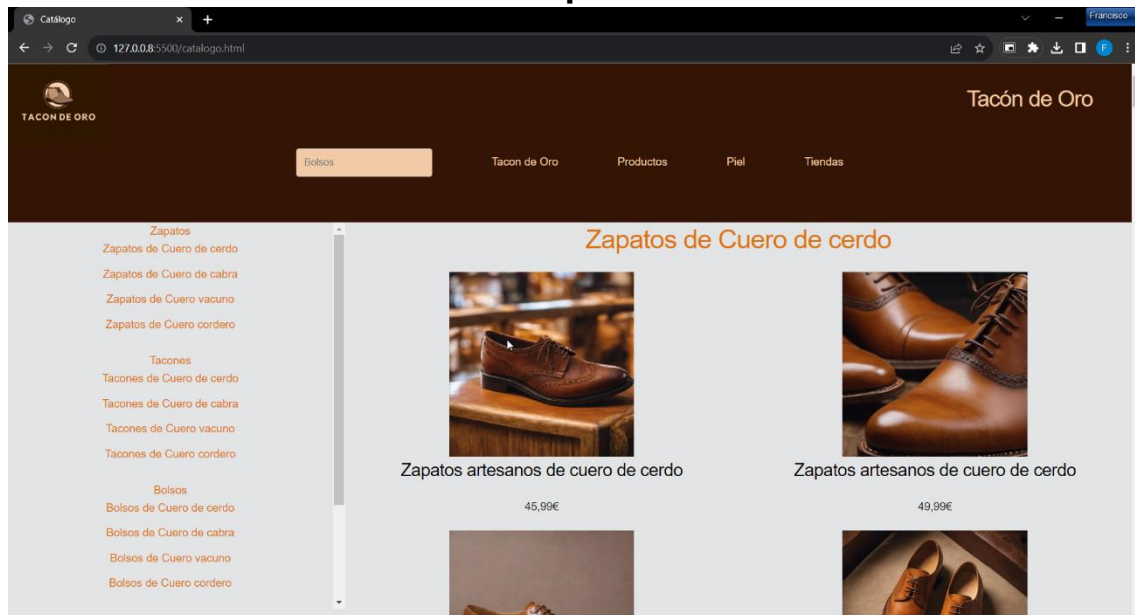 Catálogo
Francisco
127.0.0.8:5500/catalogo.html
F
TACON DE ORO
Tacón de Oro
Bolsos
Tacon de Oro
Productos
Piel
Tiendas
Zapatos
Zapatos de Cuero de cerdo
Zapatos de Cuero de cabra
Zapatos de Cuero vacuno
Zapatos de Cuero cordero
Tacones
Tacones de Cuero de cerdo
Tacones de Cuero de cabra
Tacones de Cuero vacuno
Tacones de Cuero cordero
Bolsos
Bolsos de Cuero de cerdo
Bolsos de Cuero de cabra
Bolsos de Cuero vacuno
Bolsos de Cuero cordero
Zapatos de Cuero de cerdo
Zapatos artesanos de cuero de cerdo
45,99€
Zapatos artesanos de cuero de cerdo
49,99€